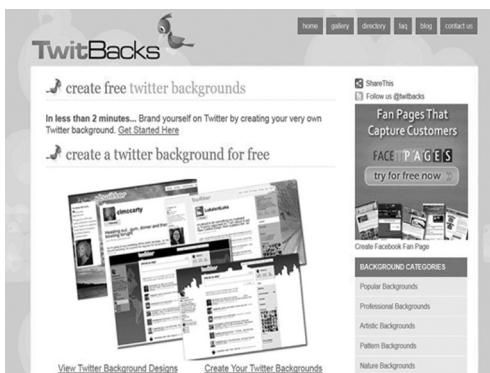 home gallery directory faq blog contact us
TwitBacks
create free twitter backgrounds
In less than 2 minutes... Brand yourself on Twitter by creating your very own
Twitter background. Get Started Here
create a twitter background for free
twitter
clmccarty
View Twitter Background Designs Create Your Twitter Backgrounds
ShareThis
Follow us @twitbacks
Fan Pages That
Capture Customers
FACE PAGES
try for free now
Create Facebook Fan Page
BACKGROUND CATEGORIES
Popular Backgrounds
Professional Backgrounds
Artistic Backgrounds
Pattern Backgrounds
Nature Backgrounds